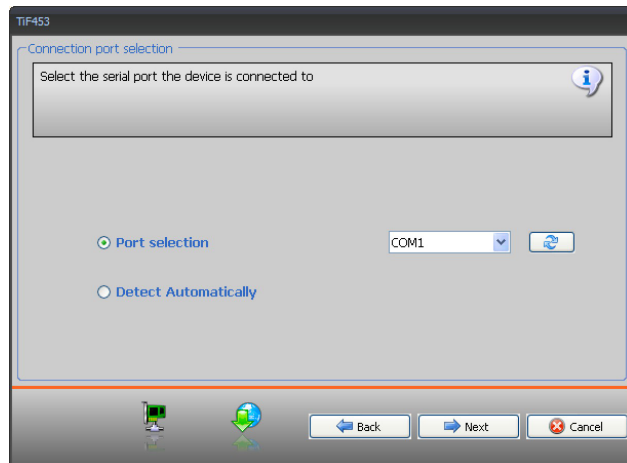 TiF453
Connection port selection
Select the serial port the device is connected to
Port selection
COM1
Detect Automatically
Back
Next
Cancel